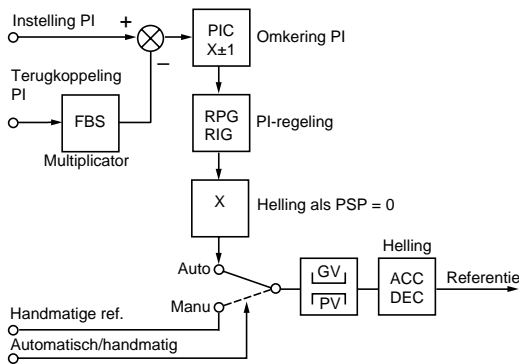 Instelling PI
+
–
PIC
X±1
Omkering PI
Terugkoppeling
PI
FBS
Multiplicator
RPG
RIG
PI-regeling
X
Helling als PSP = 0
Helling
Auto
GV
PV
ACC
DEC
Referentie
Manu
Handmatige ref.
Automatisch/handmatig